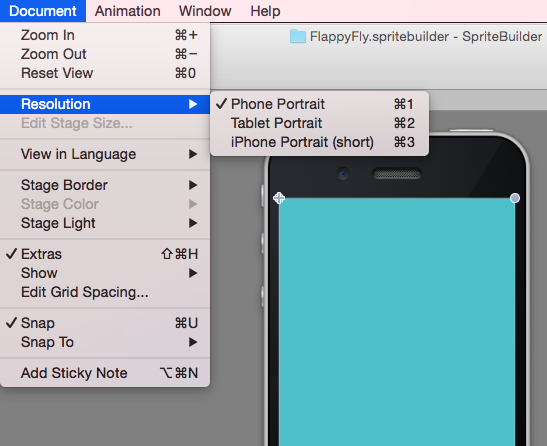 Document Animation Window Help
FlappyFly.spritebuilder - SpriteBuilder
Zoom In ⌘+
Zoom Out ⌘−
Reset View ⌘0
Resolution ▶
✓ Phone Portrait ⌘1
Edit Stage Size...
Tablet Portrait ⌘2
iPhone Portrait (short) ⌘3
View in Language ▶
Stage Border ▶
Stage Color ▶
Stage Light ▶
✓ Extras ⇧⌘H
Show ▶
Edit Grid Spacing...
✓ Snap ⌘U
Snap To ▶
Add Sticky Note ⌥⌘N